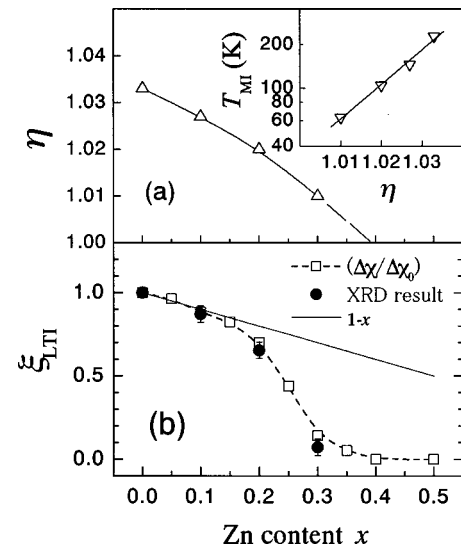 1.04
1.03
1.02
1.01
1.00
η
(a)
200
100
80
60
40
T_MI (K)
1.01 1.02 1.03
η
1.0
0.5
0.0
ξ_LTI
(Δχ/Δχ₀)
XRD result
1-x
(b)
0.0 0.1 0.2 0.3 0.4 0.5
Zn content x